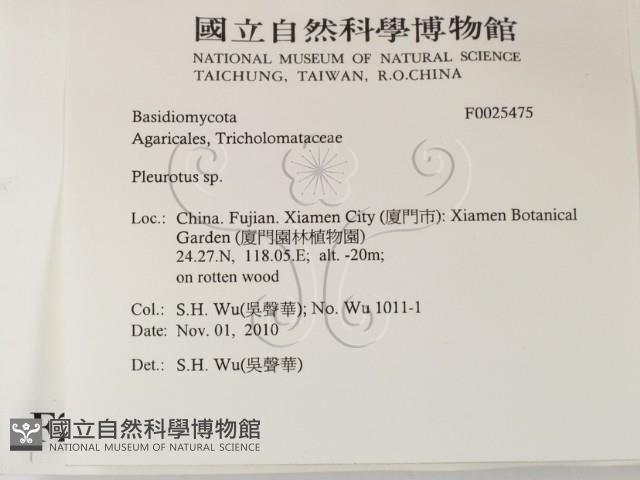 國立自然科學博物館
NATIONAL MUSEUM OF NATURAL SCIENCE
TAICHUNG, TAIWAN, R.O.CHINA
Basidiomycota F0025475
Agaricales, Tricholomataceae
Pleurotus sp.
Loc.: China. Fujian. Xiamen City (廈門市): Xiamen Botanical
Garden (廈門園林植物園)
24.27.N, 118.05.E; alt. -20m;
on rotten wood
Col.: S.H. Wu(吳聲華); No. Wu 1011-1
Date: Nov. 01, 2010
Det.: S.H. Wu(吳聲華)
國立自然科學博物館
NATIONAL MUSEUM OF NATURAL SCIENCE